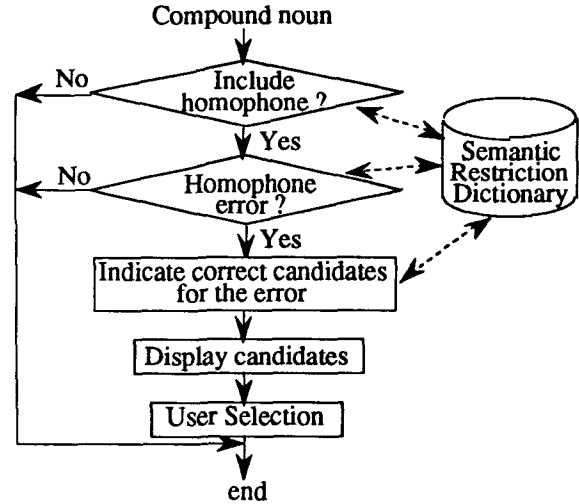 Compound noun
No
Include
homophone ?
Yes
No
Homophone
error ?
Yes
Semantic
Restriction
Dictionary
Indicate correct candidates
for the error
Display candidates
User Selection
end